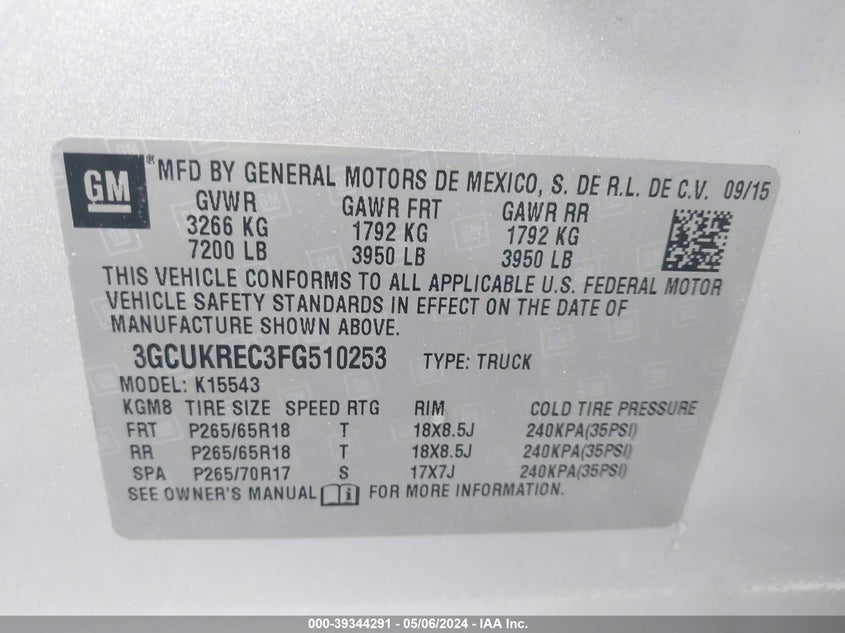 GM
® MFD BY GENERAL MOTORS DE MEXICO, S. DE R.L. DE C.V. 09/15
GVWR GAWR FRT GAWR RR
3266 KG 1792 KG 1792 KG
7200 LB 3950 LB 3950 LB
THIS VEHICLE CONFORMS TO ALL APPLICABLE U.S. FEDERAL MOTOR
VEHICLE SAFETY STANDARDS IN EFFECT ON THE DATE OF
MANUFACTURE SHOWN ABOVE.
3GCUKREC3FG510253 TYPE: TRUCK
MODEL: K15543
KGM8 TIRE SIZE SPEED RTG RIM COLD TIRE PRESSURE
FRT P265/65R18 T 18X8.5J 240KPA(35PSI)
RR P265/65R18 T 18X8.5J 240KPA(35PSI)
SPA P265/70R17 S 17X7J 240KPA(35PSI)
SEE OWNER'S MANUAL i FOR MORE INFORMATION.
000-39344291 - 05/06/2024 - IAA Inc.